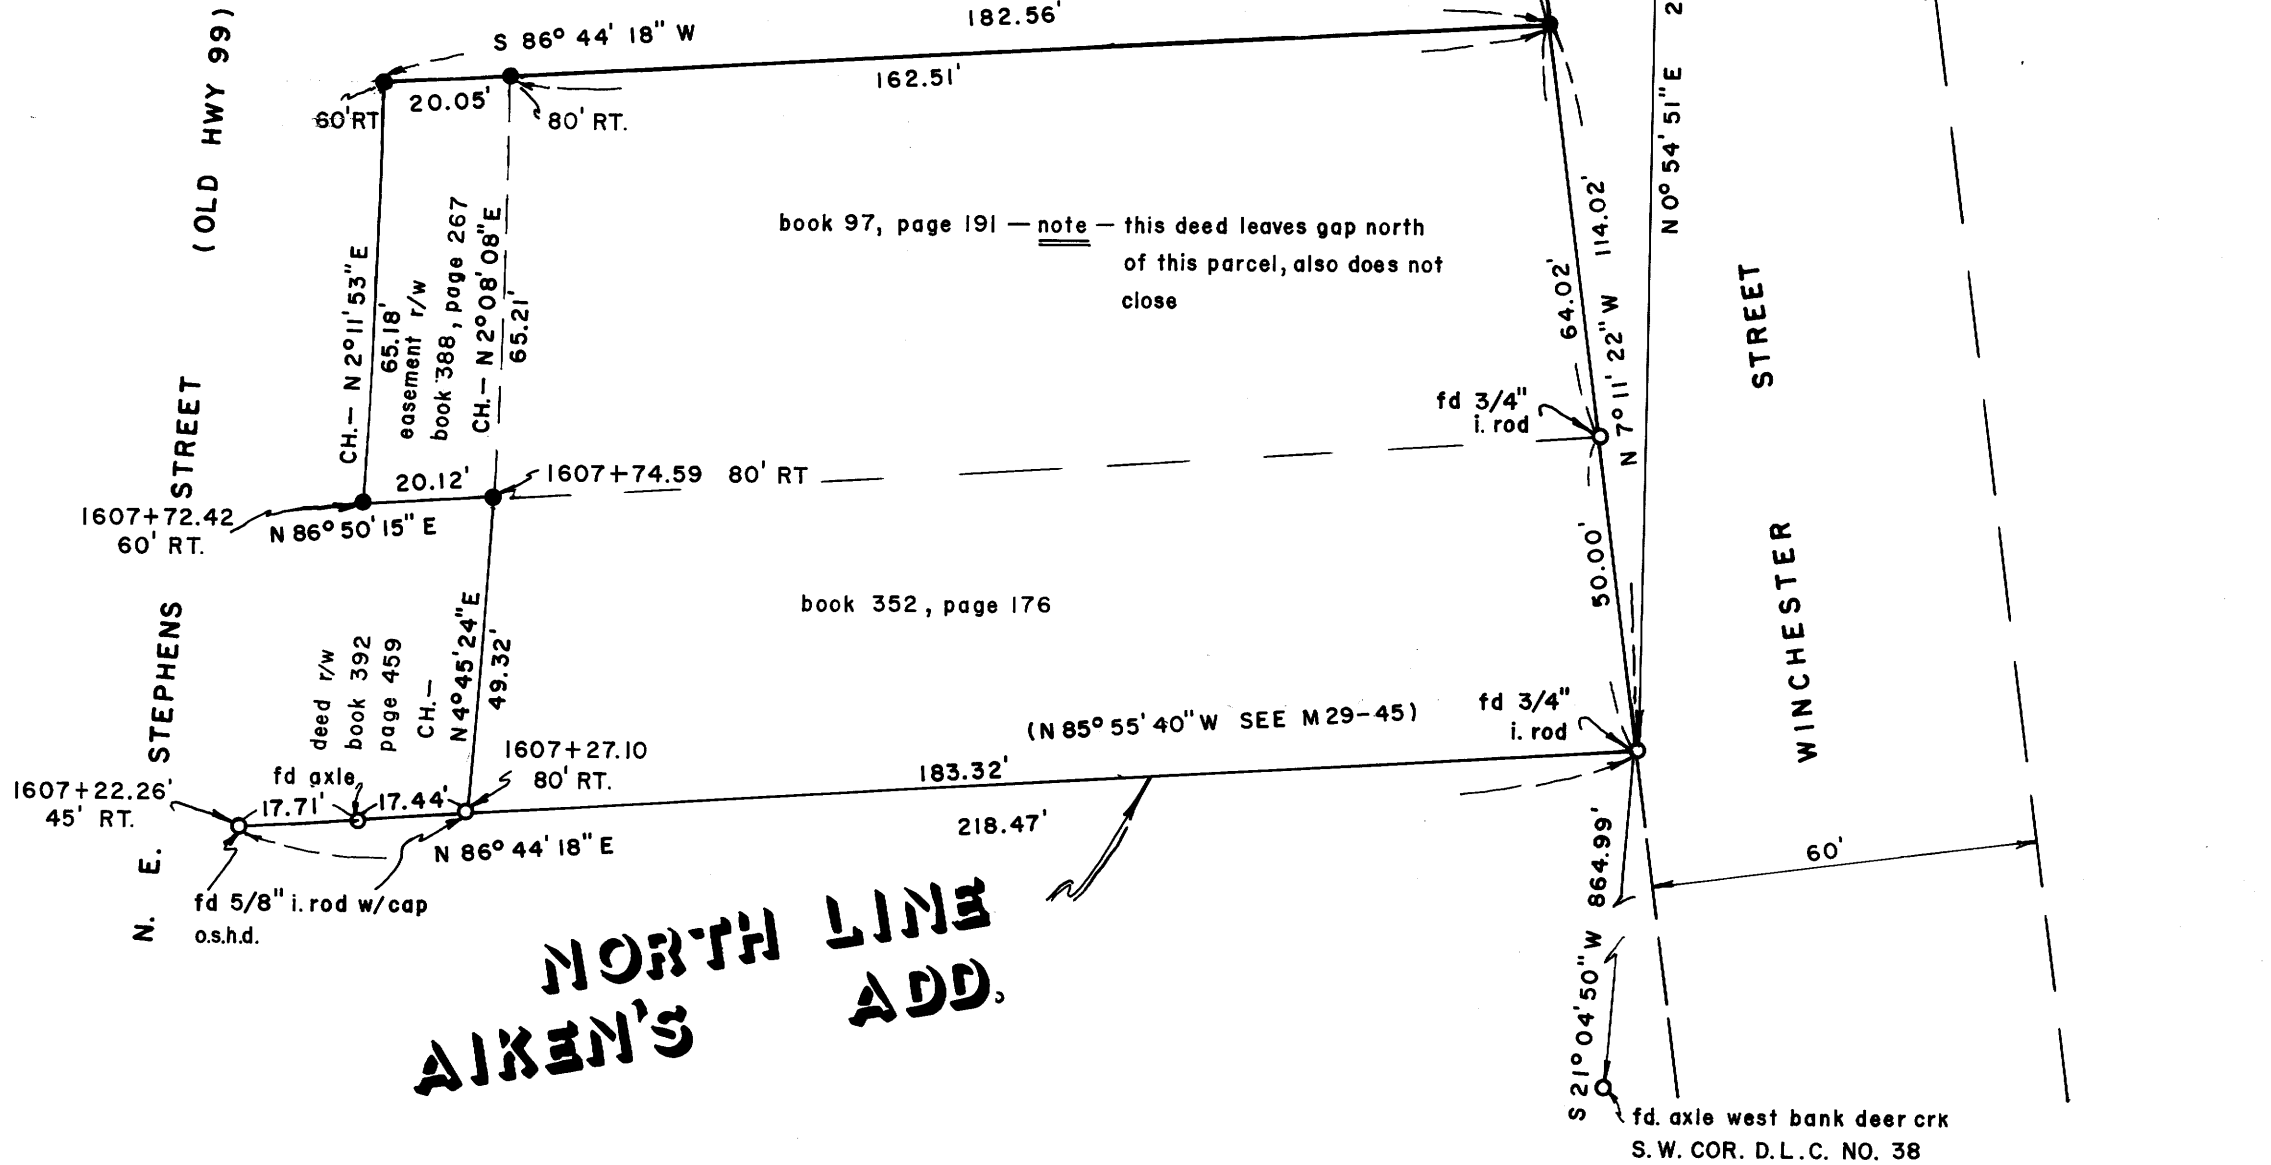 182.56'
S 86° 44' 18" W
162.51'
20.05'
60' RT
80' RT.
(OLD HWY 99)
N. E. STEPHENS STREET
CH.— N 2° 11' 53" E
65.18'
easement r/w
book 388, page 267
CH.— N 2° 08' 08" E
65.21'
book 97, page 191 — note — this deed leaves gap north
of this parcel, also does not
close
64.02'
114.02'
N 7° 11' 22" W
N 0° 54' 51" E
2
WINCHESTER STREET
fd 3/4"
i. rod
20.12'
1607+74.59 80' RT
1607+72.42
60' RT.
N 86° 50' 15" E
50.00'
book 352, page 176
deed r/w
book 392
page 459
CH.—
N 4° 45' 24" E
49.32'
(N 85° 55' 40" W SEE M 29-45)
fd 3/4"
i. rod
1607+27.10
80' RT.
183.32'
fd axle
1607+22.26'
45' RT.
17.71'
17.44'
218.47'
N 86° 44' 18" E
fd 5/8" i. rod w/cap
o.s.h.d.
NORTH LINE
AIKEN'S ADD.
60'
S 21° 04' 50" W 864.99'
fd. axle west bank deer crk
S. W. COR. D. L. C. NO. 38